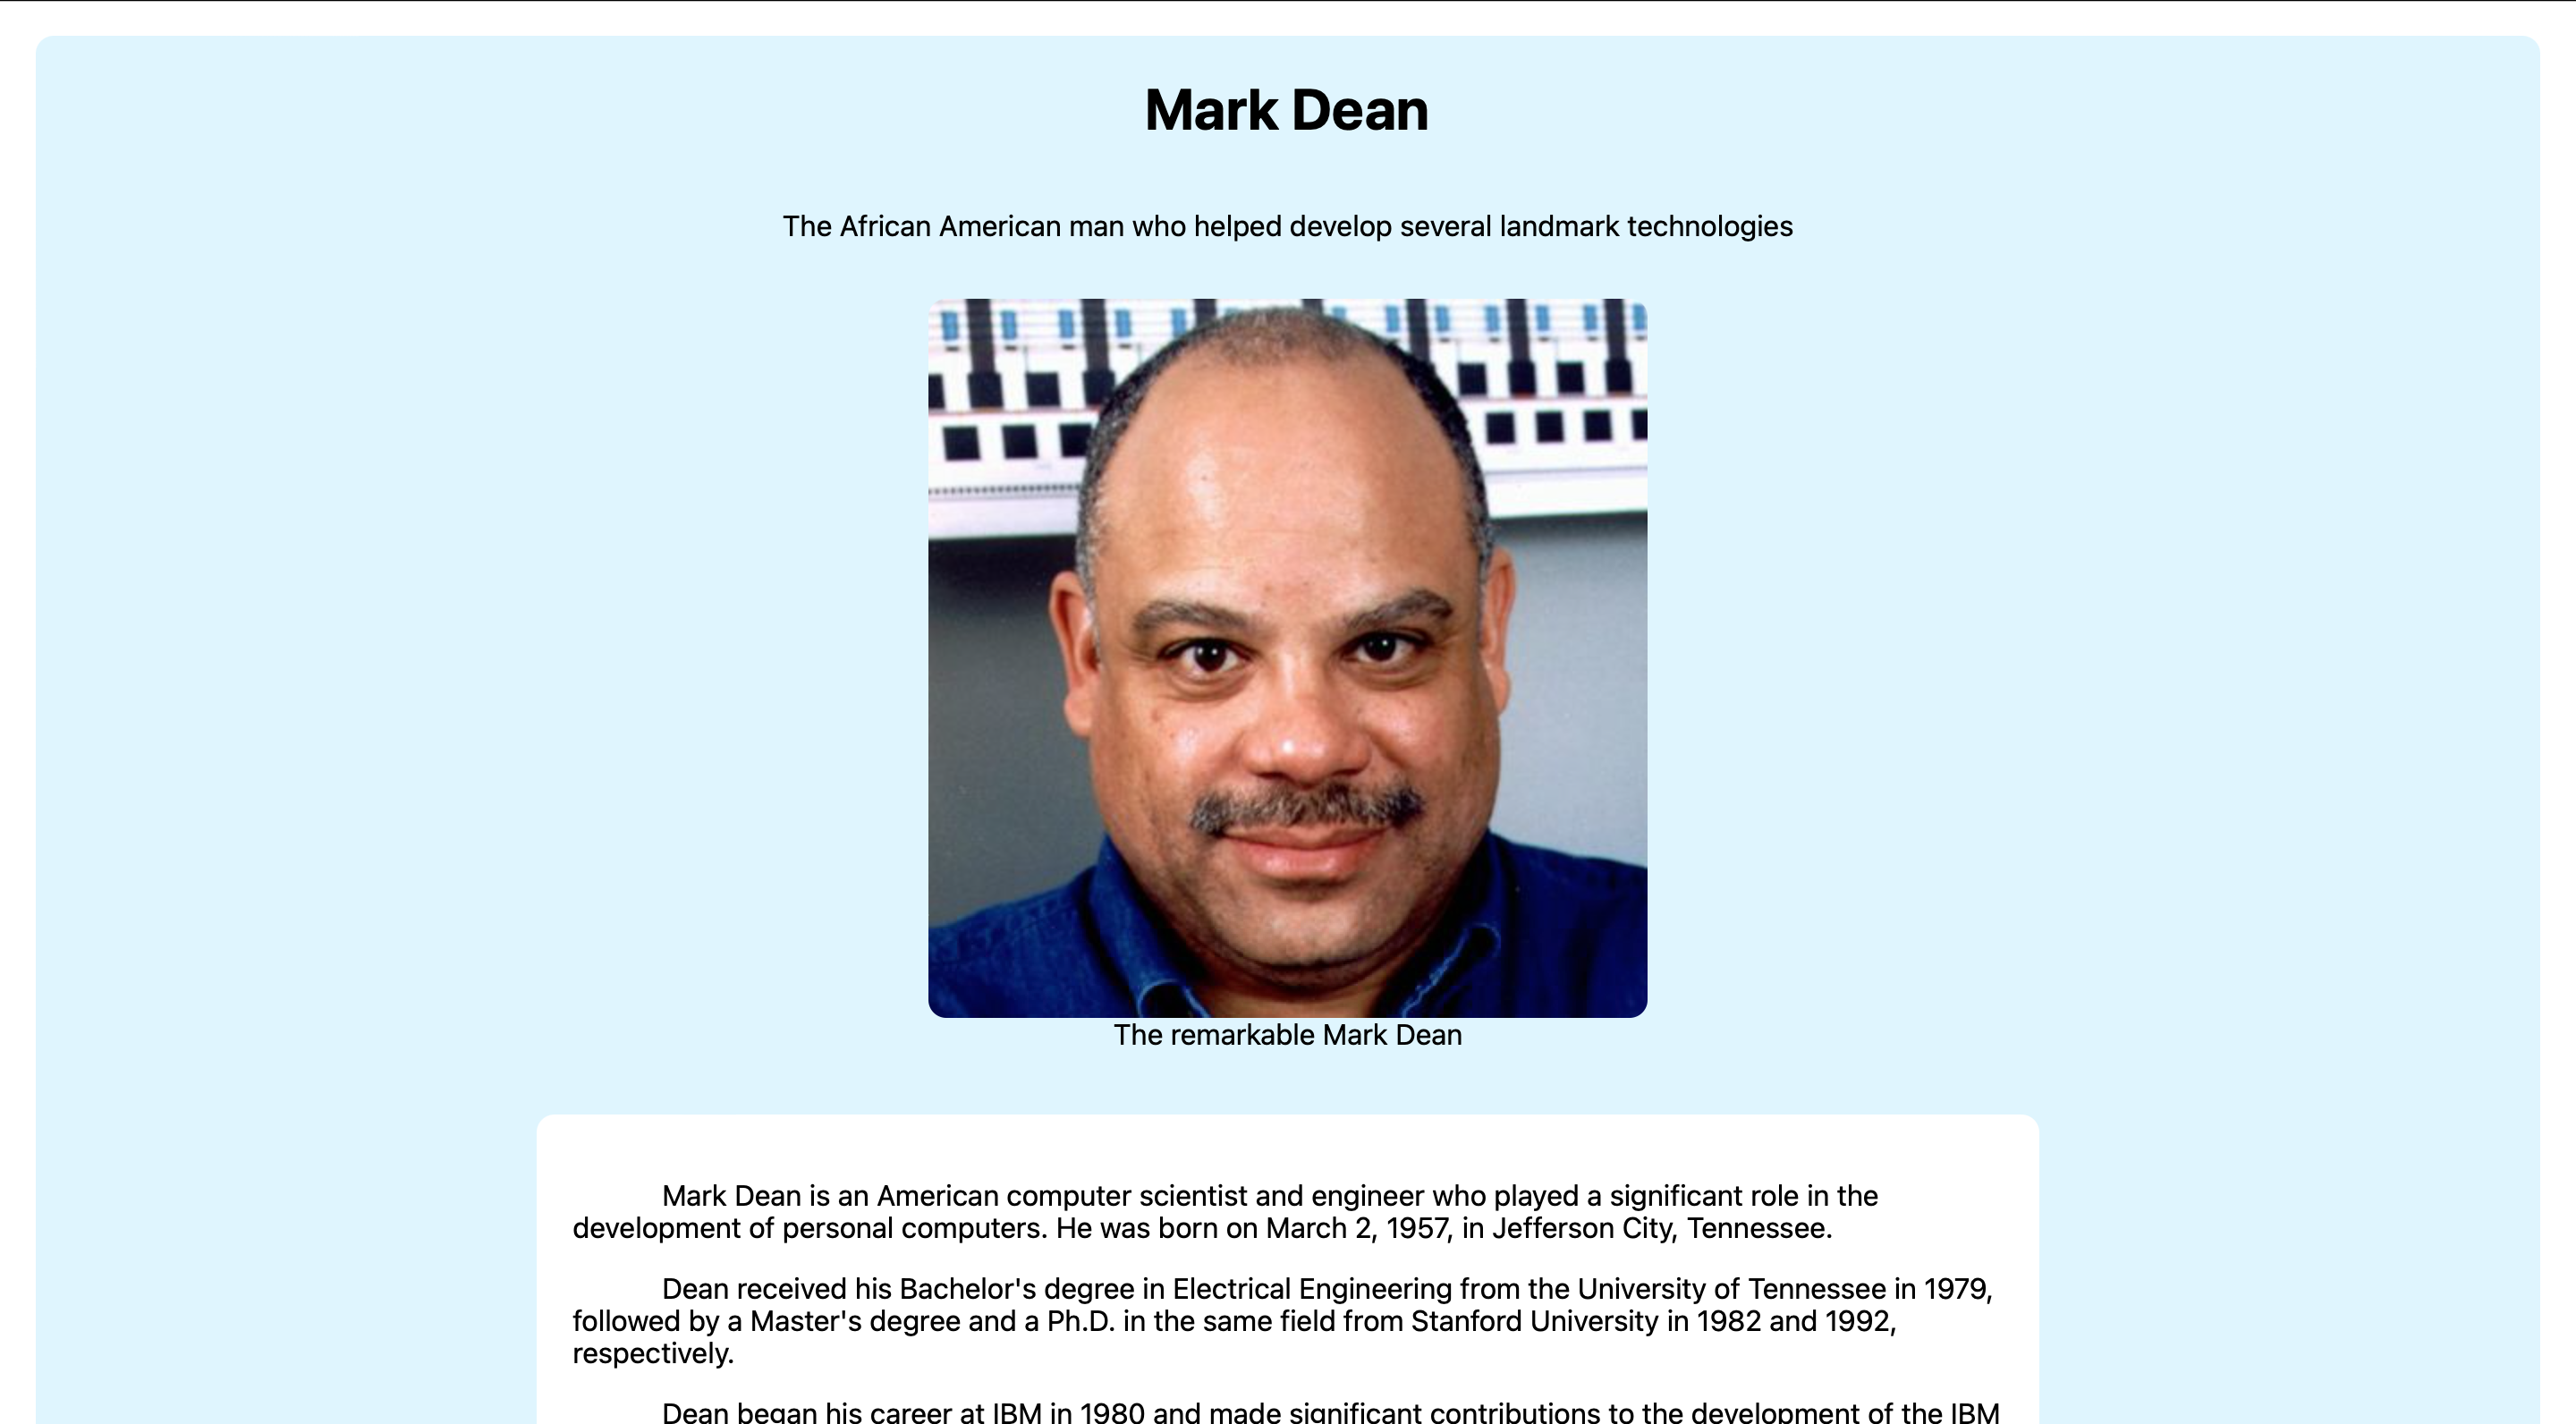 Mark Dean
The African American man who helped develop several landmark technologies
The remarkable Mark Dean
Mark Dean is an American computer scientist and engineer who played a significant role in the
development of personal computers. He was born on March 2, 1957, in Jefferson City, Tennessee.
Dean received his Bachelor's degree in Electrical Engineering from the University of Tennessee in 1979,
followed by a Master's degree and a Ph.D. in the same field from Stanford University in 1982 and 1992,
respectively.
Dean began his career at IBM in 1980 and made significant contributions to the development of the IBM